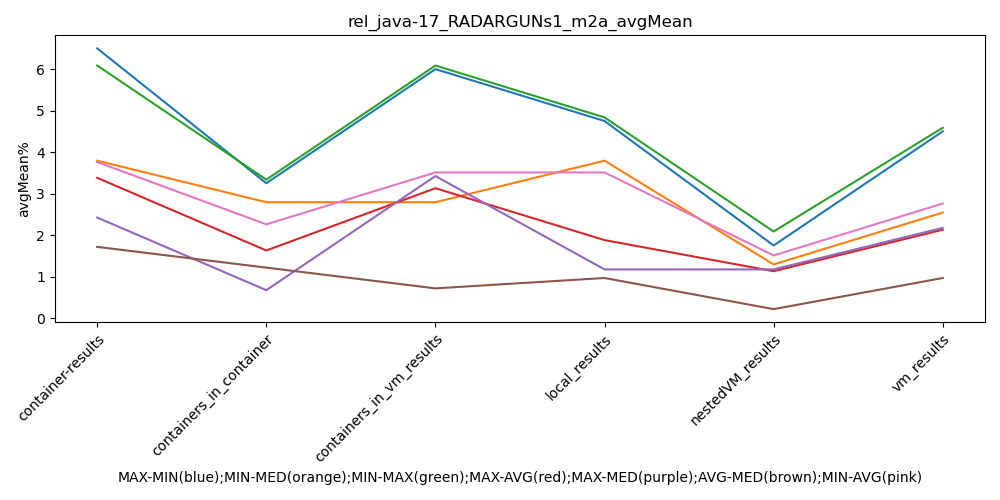 rel_java-17_RADARGUNs1_m2a_avgMean
avgMean%
6
5
4
3
2
1
0
container-results
containers_in_container
containers_in_vm_results
local_results
nestedVM_results
vm_results
MAX-MIN(blue);MIN-MED(orange);MIN-MAX(green);MAX-AVG(red);MAX-MED(purple);AVG-MED(brown);MIN-AVG(pink)